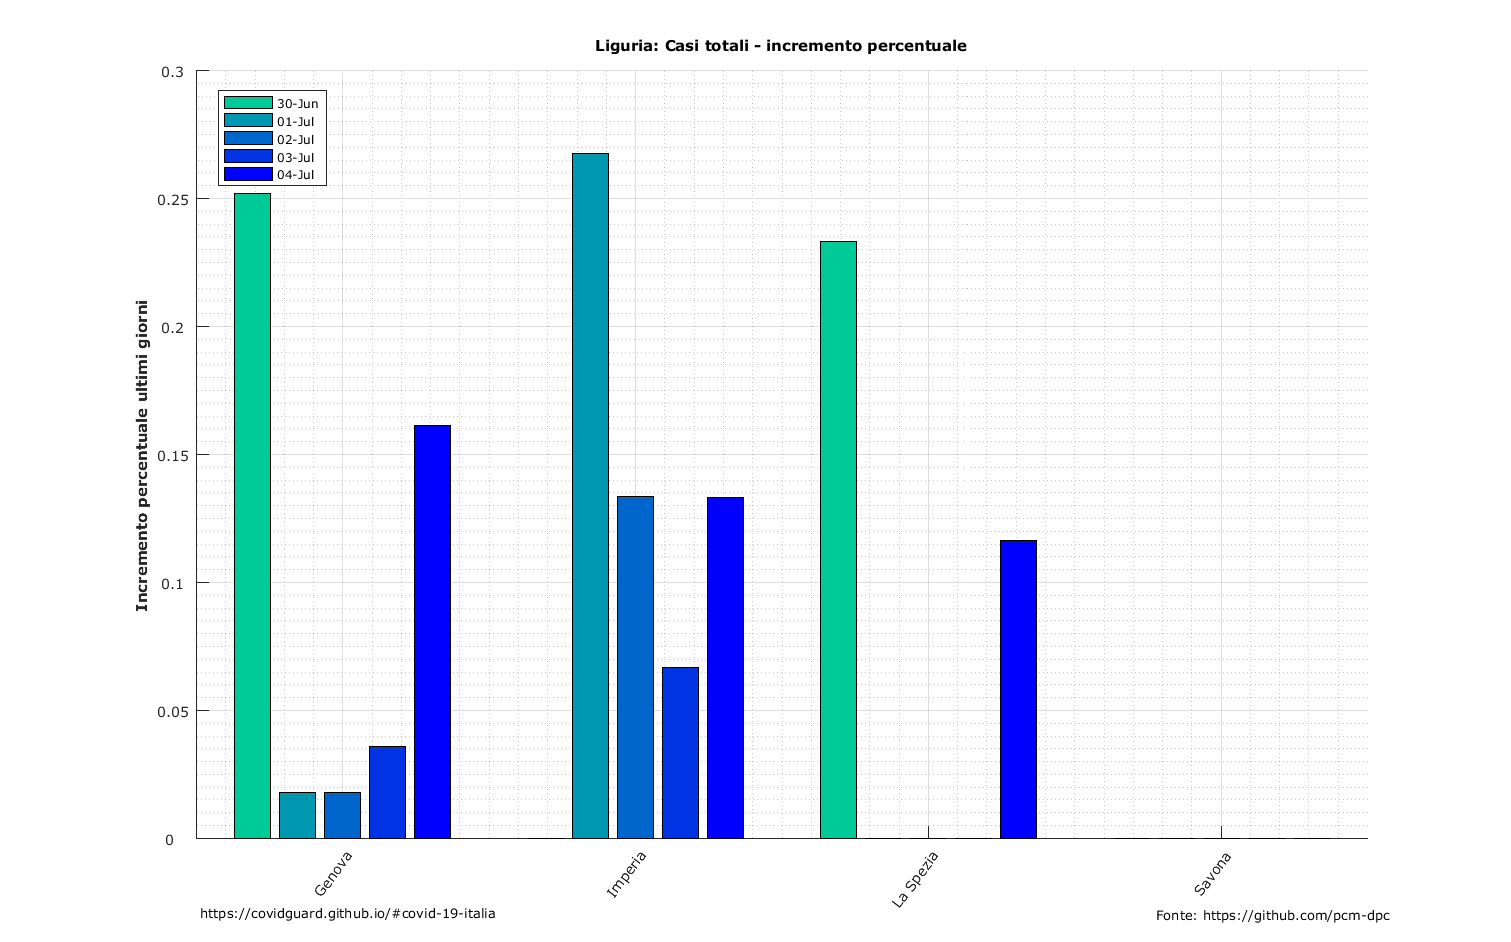 Liguria: Casi totali - incremento percentuale
0.3
0.25
0.2
0.15
0.1
0.05
0
Incremento percentuale ultimi giorni
30-Jun
01-Jul
02-Jul
03-Jul
04-Jul
Genova
Imperia
La Spezia
Savona
https://covidguard.github.io/#covid-19-italia
Fonte: https://github.com/pcm-dpc